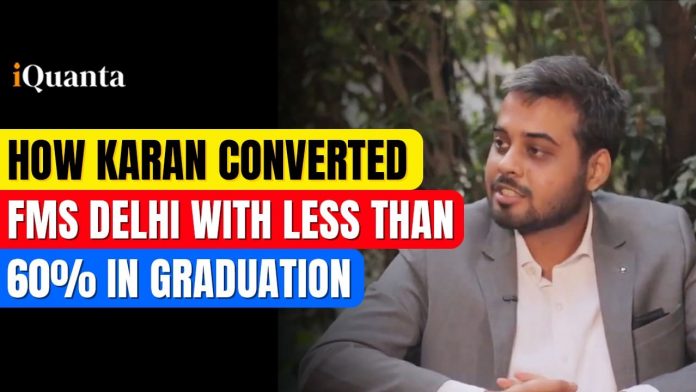 iQuanta
HOW KARAN CONVERTED
FMS DELHI WITH LESS THAN
60% IN GRADUATION